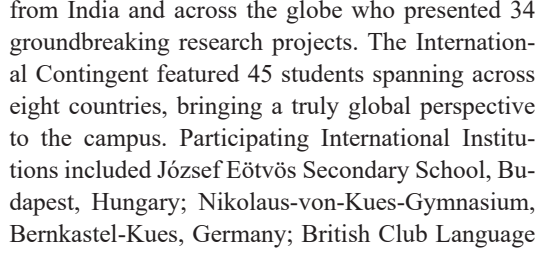 from India and across the globe who presented 34
groundbreaking research projects. The Internation-
al Contingent featured 45 students spanning across
eight countries, bringing a truly global perspective
to the campus. Participating International Institu-
tions included József Eötvös Secondary School, Bu-
dapest, Hungary; Nikolaus-von-Kues-Gymnasium,
Bernkastel-Kues, Germany; British Club Language